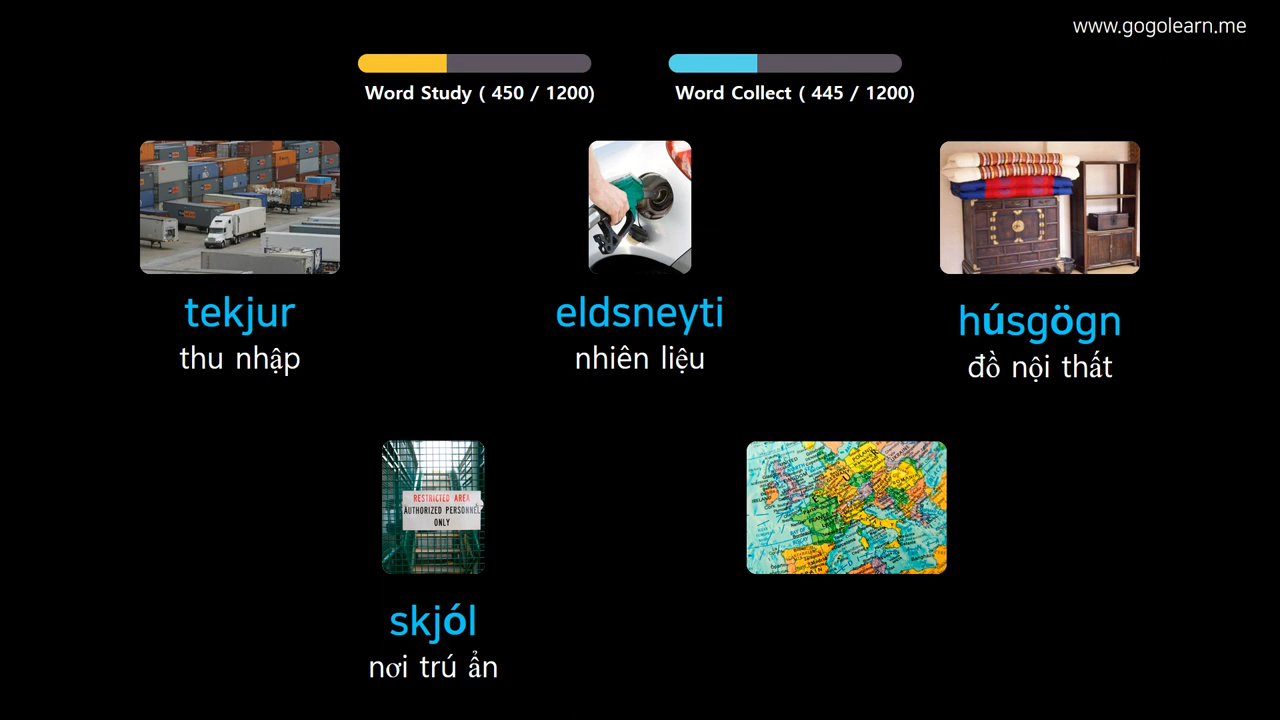 www.gogolearn.me
Word Study ( 450 / 1200)
Word Collect ( 445 / 1200)
tekjur
thu nhập
eldsneyti
nhiên liệu
húsgögn
đồ nội thất
RESTRICTED AREA
AUTHORIZED PERSONNEL
ONLY
skjól
nơi trú ẩn